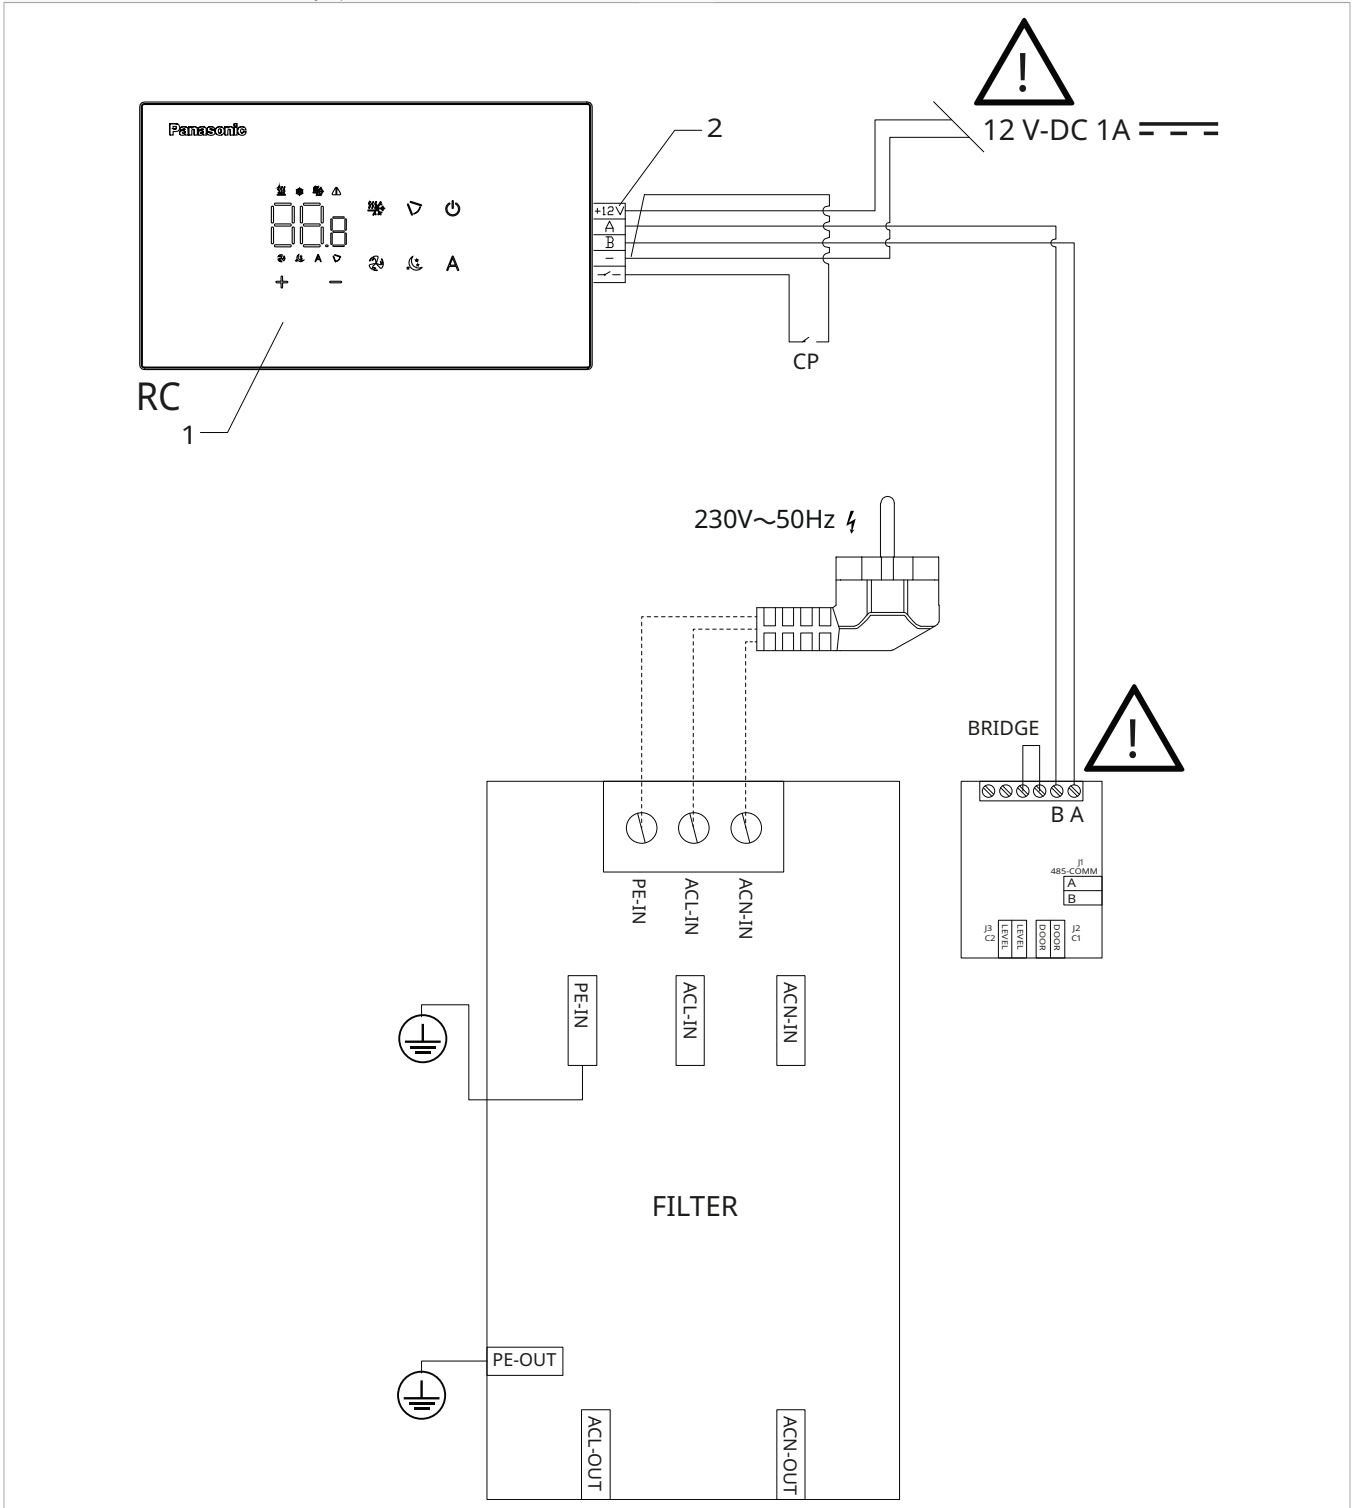 Panasonic
12 V-DC 1A
2
+12V
A
B
-
88.8
A
A
+ -
CP
RC
1
230V~50Hz
BRIDGE
B A
J1
485-COMM
A
B
J3
C2
LEVEL
LEVEL
DOOR
DOOR
J2
C1
PE-IN
ACL-IN
ACN-IN
PE-IN
ACL-IN
ACN-IN
FILTER
PE-OUT
ACL-OUT
ACN-OUT